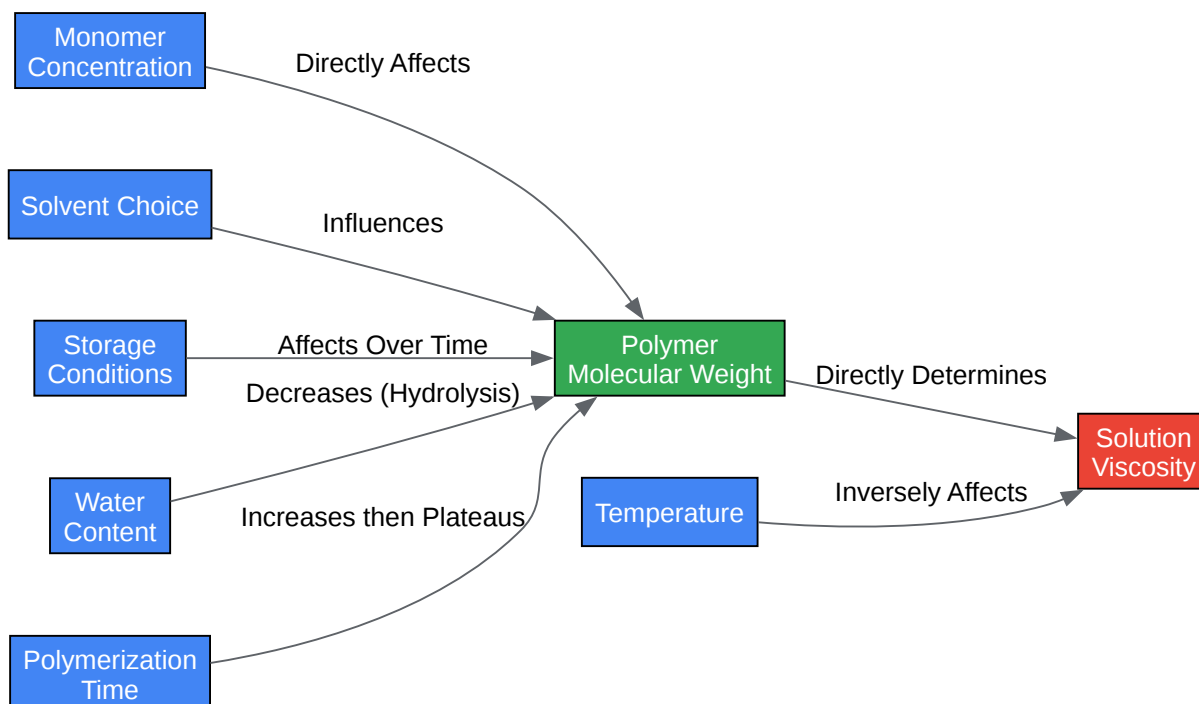 Monomer
Concentration
Directly Affects
Solvent Choice
Influences
Storage
Conditions
Affects Over Time
Polymer
Molecular Weight
Decreases (Hydrolysis)
Directly Determines
Solution
Viscosity
Water
Content
Increases then Plateaus
Temperature
Inversely Affects
Polymerization
Time